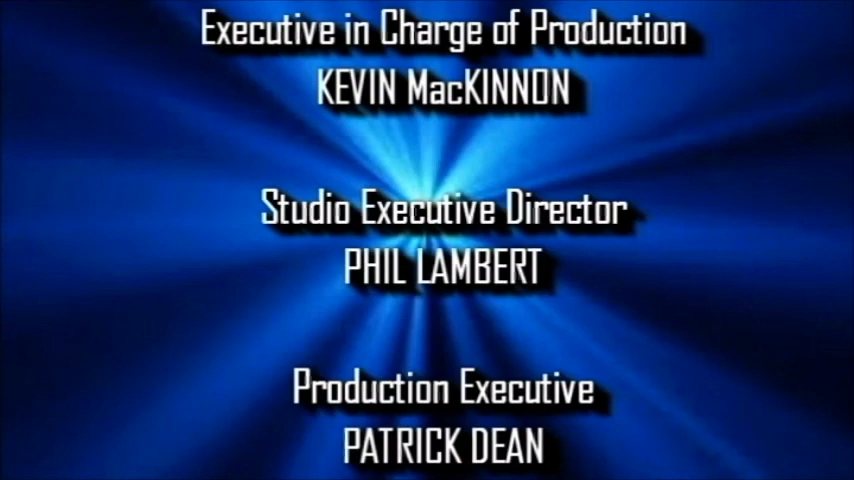 Executive in Charge of Production
KEVIN MacKINNON
Studio Executive Director
PHIL LAMBERT
Production Executive
PATRICK DEAN